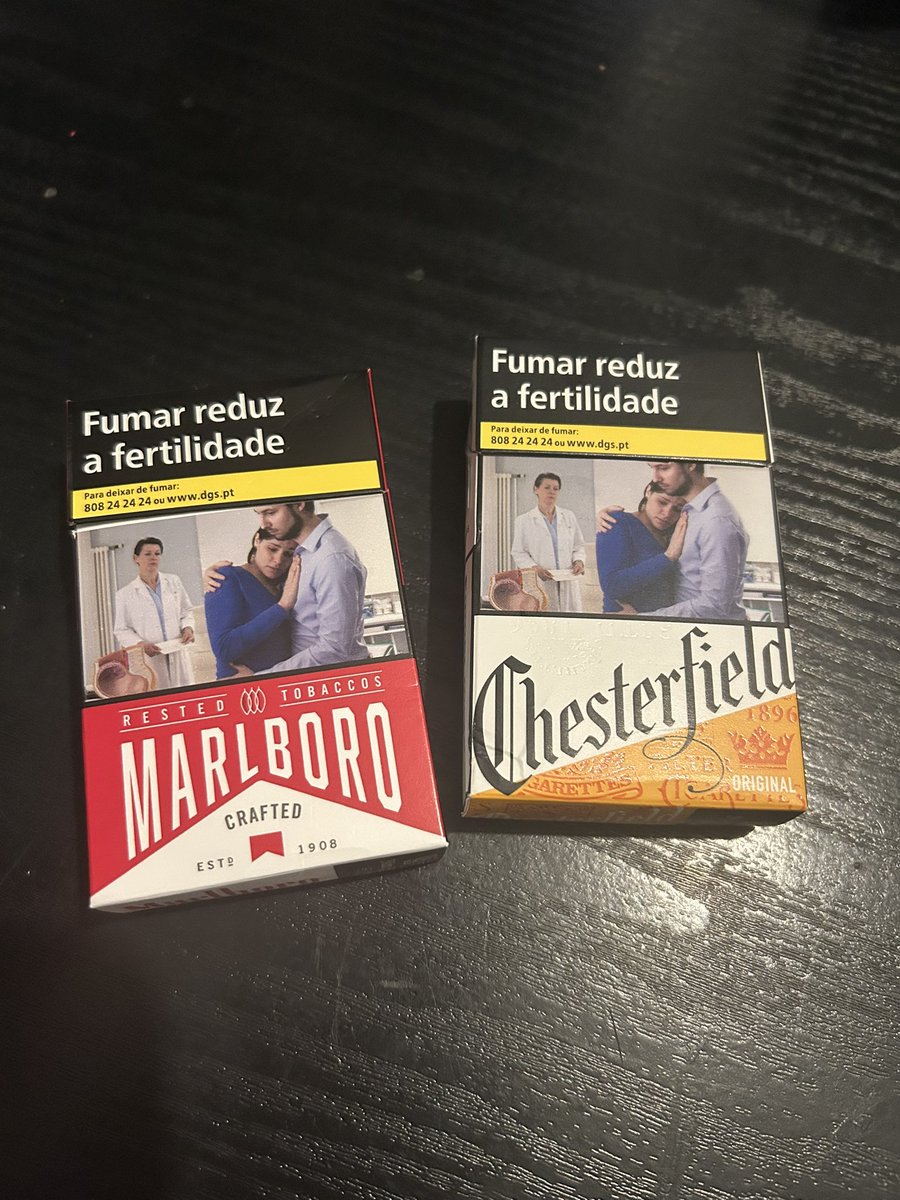 Fumar reduz
a fertilidade
Para deixar de fumar:
808 24 24 24 ou www.dgs.pt
RESTED TOBACCOS
MARLBORO
CRAFTED
ESTD 1908
Marlboro
Fumar reduz
a fertilidade
Para deixar de fumar:
808 24 24 24 ou www.dgs.pt
Chesterfield
1896
CIGARETTES
ORIGINAL